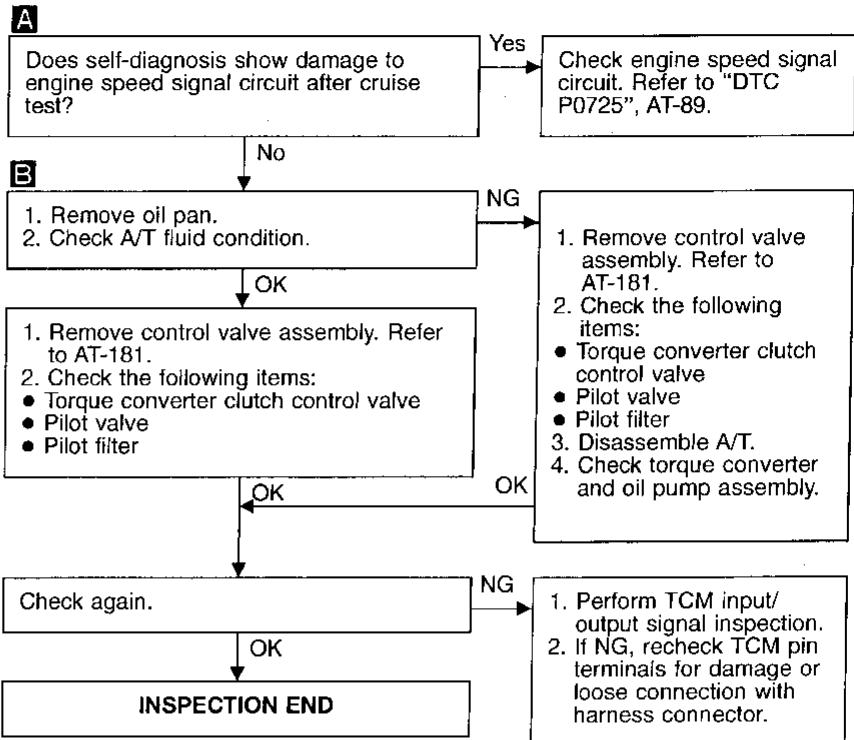 A
Does self-diagnosis show damage to
engine speed signal circuit after cruise
test?
Yes
Check engine speed signal
circuit. Refer to "DTC
P0725", AT-89.
No
B
1. Remove oil pan.
2. Check A/T fluid condition.
NG
1. Remove control valve
assembly. Refer to
AT-181.
2. Check the following
items:
● Torque converter clutch
control valve
● Pilot valve
● Pilot filter
3. Disassemble A/T.
4. Check torque converter
and oil pump assembly.
OK
1. Remove control valve assembly. Refer
to AT-181.
2. Check the following items:
● Torque converter clutch control valve
● Pilot valve
● Pilot filter
OK
OK
Check again.
NG
1. Perform TCM input/
output signal inspection.
2. If NG, recheck TCM pin
terminals for damage or
loose connection with
harness connector.
OK
INSPECTION END